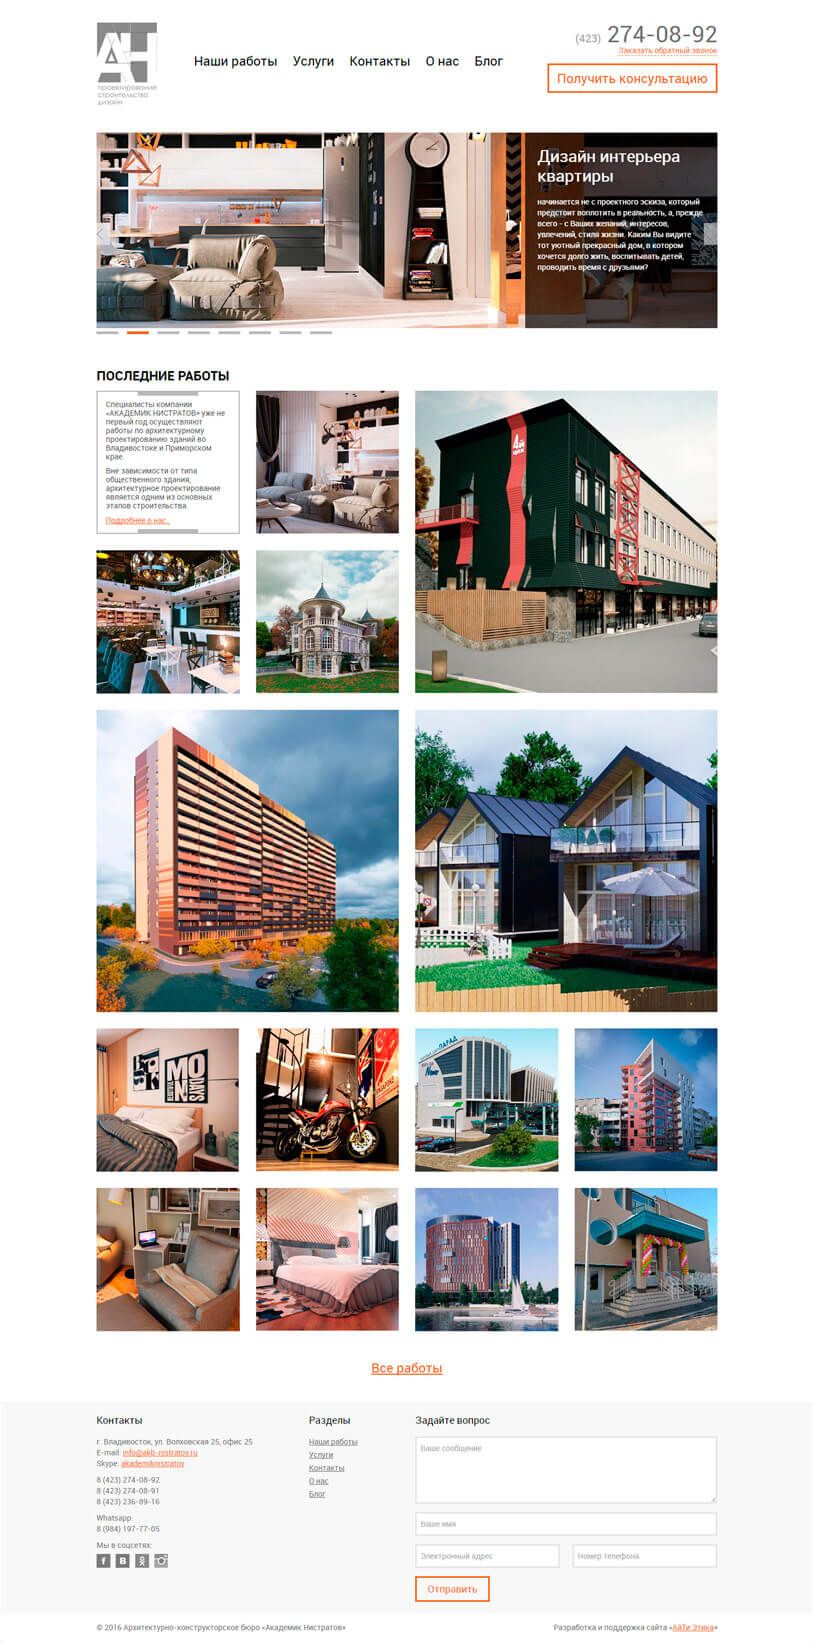 АН
проектирование
строительство
дизайн
Наши работы Услуги Контакты О нас Блог
(423) 274-08-92
Заказать обратный звонок
Получить консультацию
Дизайн интерьера
квартиры
начинается не с проектного эскиза, который
предстоит воплотить в реальность, а, прежде
всего - с Ваших желаний, интересов,
увлечений, стиля жизни. Каким Вы видите
тот уютный прекрасный дом, в котором
хочется долго жить, воспитывать детей,
проводить время с друзьями?
ПОСЛЕДНИЕ РАБОТЫ
Специалисты компании
«АКАДЕМИК НИСТРАТОВ» уже не
первый год осуществляют
работы по архитектурному
проектированию зданий во
Владивостоке и Приморском
крае.
Вне зависимости от типа
общественного здания,
архитектурное проектирование
является одним из основных
этапов строительства.
Подробнее о нас..
ПАРАД
Все работы
Контакты
г. Владивосток, ул. Волховская 25, офис 25
E-mail: info@akb-nistratov.ru
Skype: akademiknistratov
8 (423) 274-08-92
8 (423) 274-08-91
8 (423) 236-89-16
Whatsapp:
8 (984) 197-77-05
Мы в соцсетях:
Разделы
Наши работы
Услуги
Контакты
О нас
Блог
Задайте вопрос
Ваше сообщение
Ваше имя
Электронный адрес
Номер телефона
Отправить
© 2016 Архитектурно-конструкторское бюро «Академик Нистратов»
Разработка и поддержка сайта «АйТи Этика»